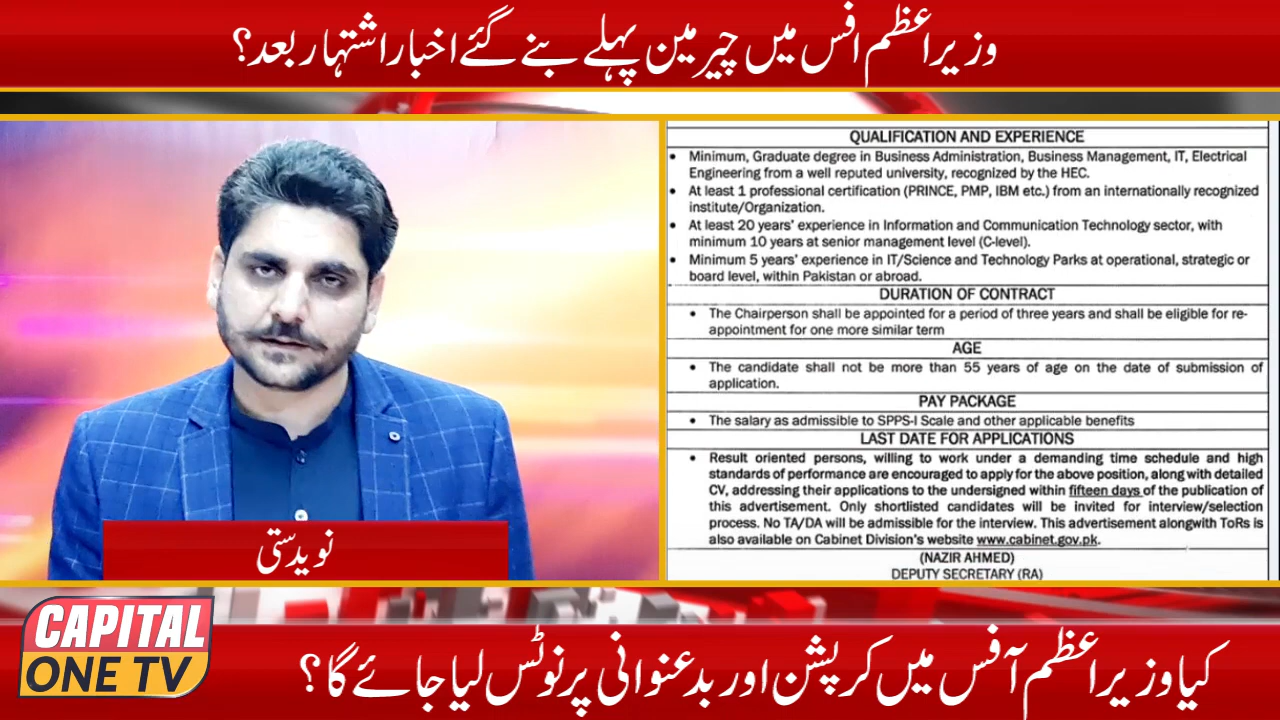 وزیراعظم افس میں چیرمین پہلے بنے گئے اخبار اشتہار بعد؟
QUALIFICATION AND EXPERIENCE
• Minimum, Graduate degree in Business Administration, Business Management, IT, Electrical
Engineering from a well reputed university, recognized by the HEC.
• At least 1 professional certification (PRINCE, PMP, IBM etc.) from an internationally recognized
institute/Organization.
• At least 20 years' experience in Information and Communication Technology sector, with
minimum 10 years at senior management level (C-level).
• Minimum 5 years' experience in IT/Science and Technology Parks at operational, strategic or
board level, within Pakistan or abroad.
DURATION OF CONTRACT
• The Chairperson shall be appointed for a period of three years and shall be eligible for re-
appointment for one more similar term
AGE
• The candidate shall not be more than 55 years of age on the date of submission of
application.
PAY PACKAGE
• The salary as admissible to SPPS-I Scale and other applicable benefits
LAST DATE FOR APPLICATIONS
• Result oriented persons, willing to work under a demanding time schedule and high
standards of performance are encouraged to apply for the above position, along with detailed
CV, addressing their applications to the undersigned within fifteen days of the publication of
this advertisement. Only shortlisted candidates will be invited for interview/selection
process. No TA/DA will be admissible for the interview. This advertisement alongwith ToRs is
also available on Cabinet Division's website www.cabinet.gov.pk.
(NAZIR AHMED)
DEPUTY SECRETARY (RA)
نویدستی
CAPITAL
ONE TV
کیا وزیراعظم آفس میں کرپشن اور بدعنوانی پر نوٹس لیا جائے گا؟